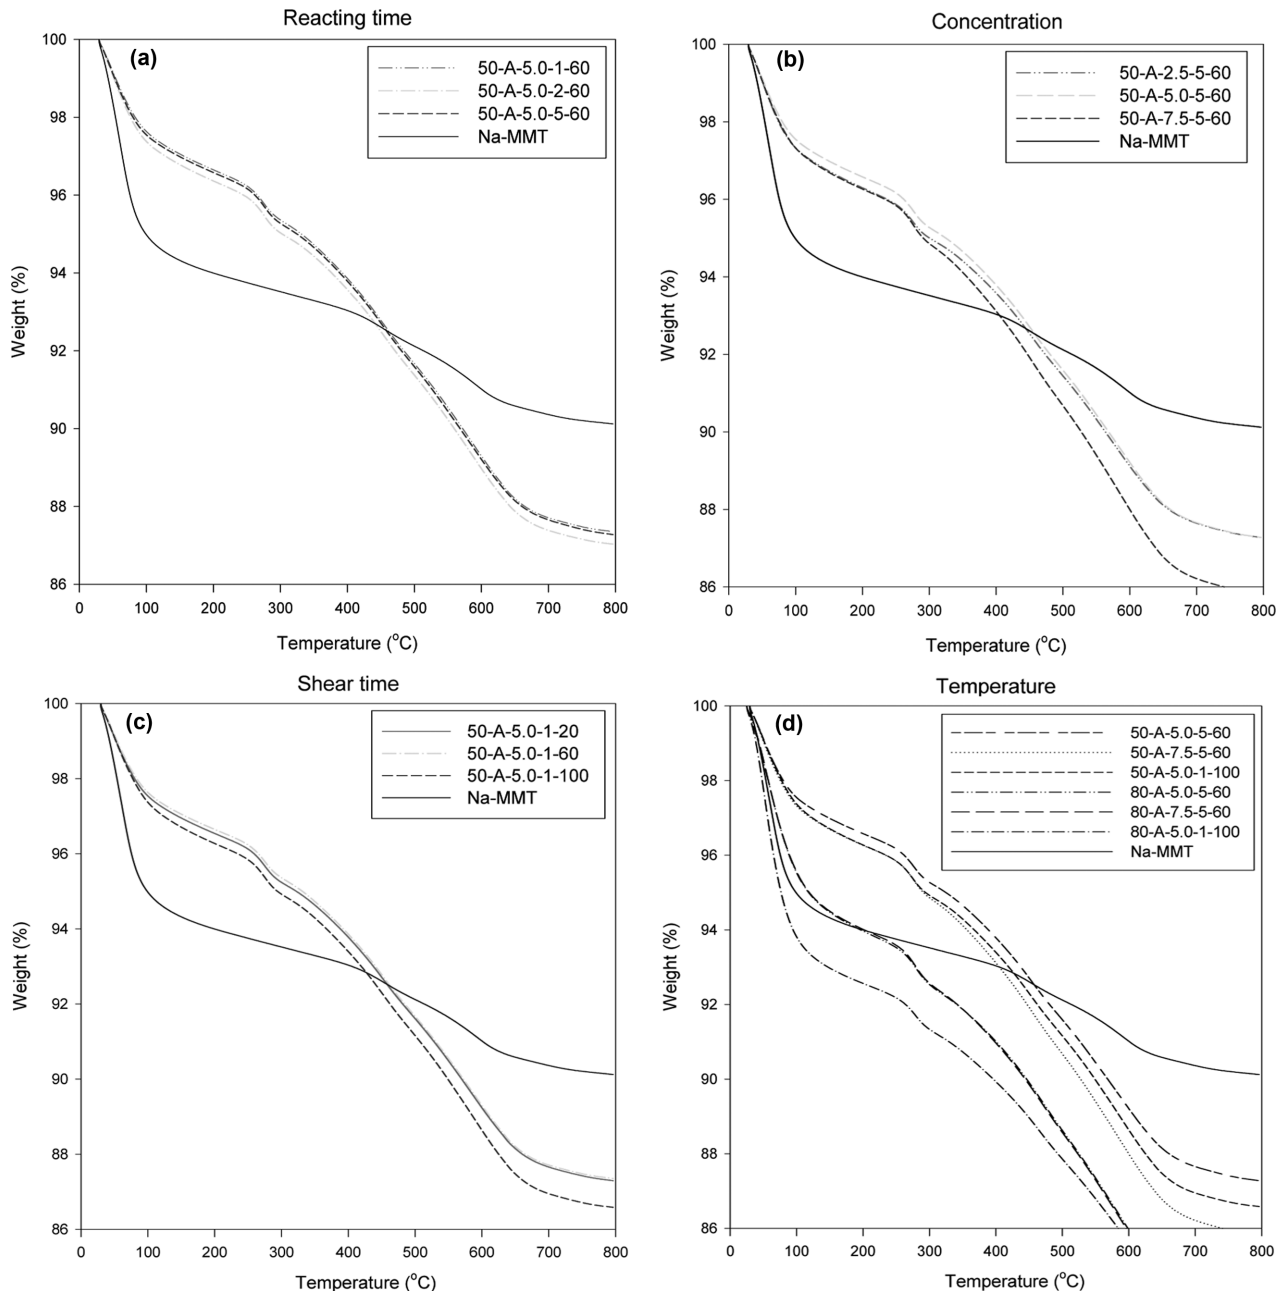 Reacting time
(a)
50-A-5.0-1-60
50-A-5.0-2-60
50-A-5.0-5-60
Na-MMT
100
98
96
94
92
90
88
86
Weight (%)
0 100 200 300 400 500 600 700 800
Temperature (°C)
Concentration
(b)
50-A-2.5-5-60
50-A-5.0-5-60
50-A-7.5-5-60
Na-MMT
100
98
96
94
92
90
88
86
Weight (%)
0 100 200 300 400 500 600 700 800
Temperature (°C)
Shear time
(c)
50-A-5.0-1-20
50-A-5.0-1-60
50-A-5.0-1-100
Na-MMT
100
98
96
94
92
90
88
86
Weight (%)
0 100 200 300 400 500 600 700 800
Temperature (°C)
Temperature
(d)
50-A-5.0-5-60
50-A-7.5-5-60
50-A-5.0-1-100
80-A-5.0-5-60
80-A-7.5-5-60
80-A-5.0-1-100
Na-MMT
100
98
96
94
92
90
88
86
Weight (%)
0 100 200 300 400 500 600 700 800
Temperature (°C)